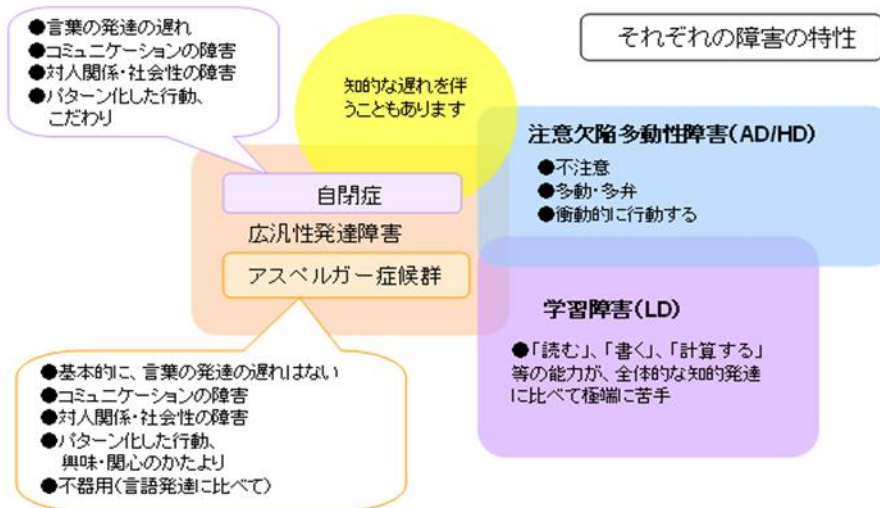 それぞれの障害の特性
●言葉の発達の遅れ
●コミュニケーションの障害
●対人関係・社会性の障害
●パターン化した行動、
こだわり
知的な遅れを伴
うこともあります
注意欠陥多動性障害(AD/HD)
●不注意
●多動・多弁
●衝動的に行動する
自閉症
広汎性発達障害
アスペルガー症候群
学習障害(LD)
●「読む」、「書く」、「計算する」
等の能力が、全体的な知的発達
に比べて極端に苦手
●基本的に、言葉の発達の遅れはない
●コミュニケーションの障害
●対人関係・社会性の障害
●パターン化した行動、
興味・関心のかたより
●不器用(言語発達に比べて)